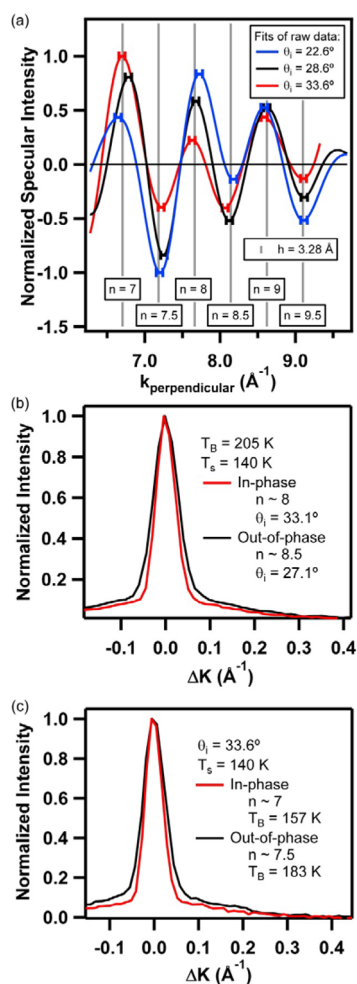 (a)
Fits of raw data:
θi = 22.6º
θi = 28.6º
θi = 33.6º
Normalized Specular Intensity
1.0
0.5
0.0
-0.5
-1.0
-1.5
h = 3.28 Å
n = 7
n = 8
n = 9
n = 7.5
n = 8.5
n = 9.5
7.0
8.0
9.0
kperpendicular (Å-1)
(b)
Normalized Intensity
1.0
0.8
0.6
0.4
0.2
TB = 205 K
Ts = 140 K
In-phase
n ~ 8
θi = 33.1º
Out-of-phase
n ~ 8.5
θi = 27.1º
-0.1
0.0
0.1
0.2
0.3
0.4
ΔK (Å-1)
(c)
Normalized Intensity
1.0
0.8
0.6
0.4
0.2
0.0
θi = 33.6º
Ts = 140 K
In-phase
n ~ 7
TB = 157 K
Out-of-phase
n ~ 7.5
TB = 183 K
-0.1
0.0
0.1
0.2
0.3
0.4
ΔK (Å-1)